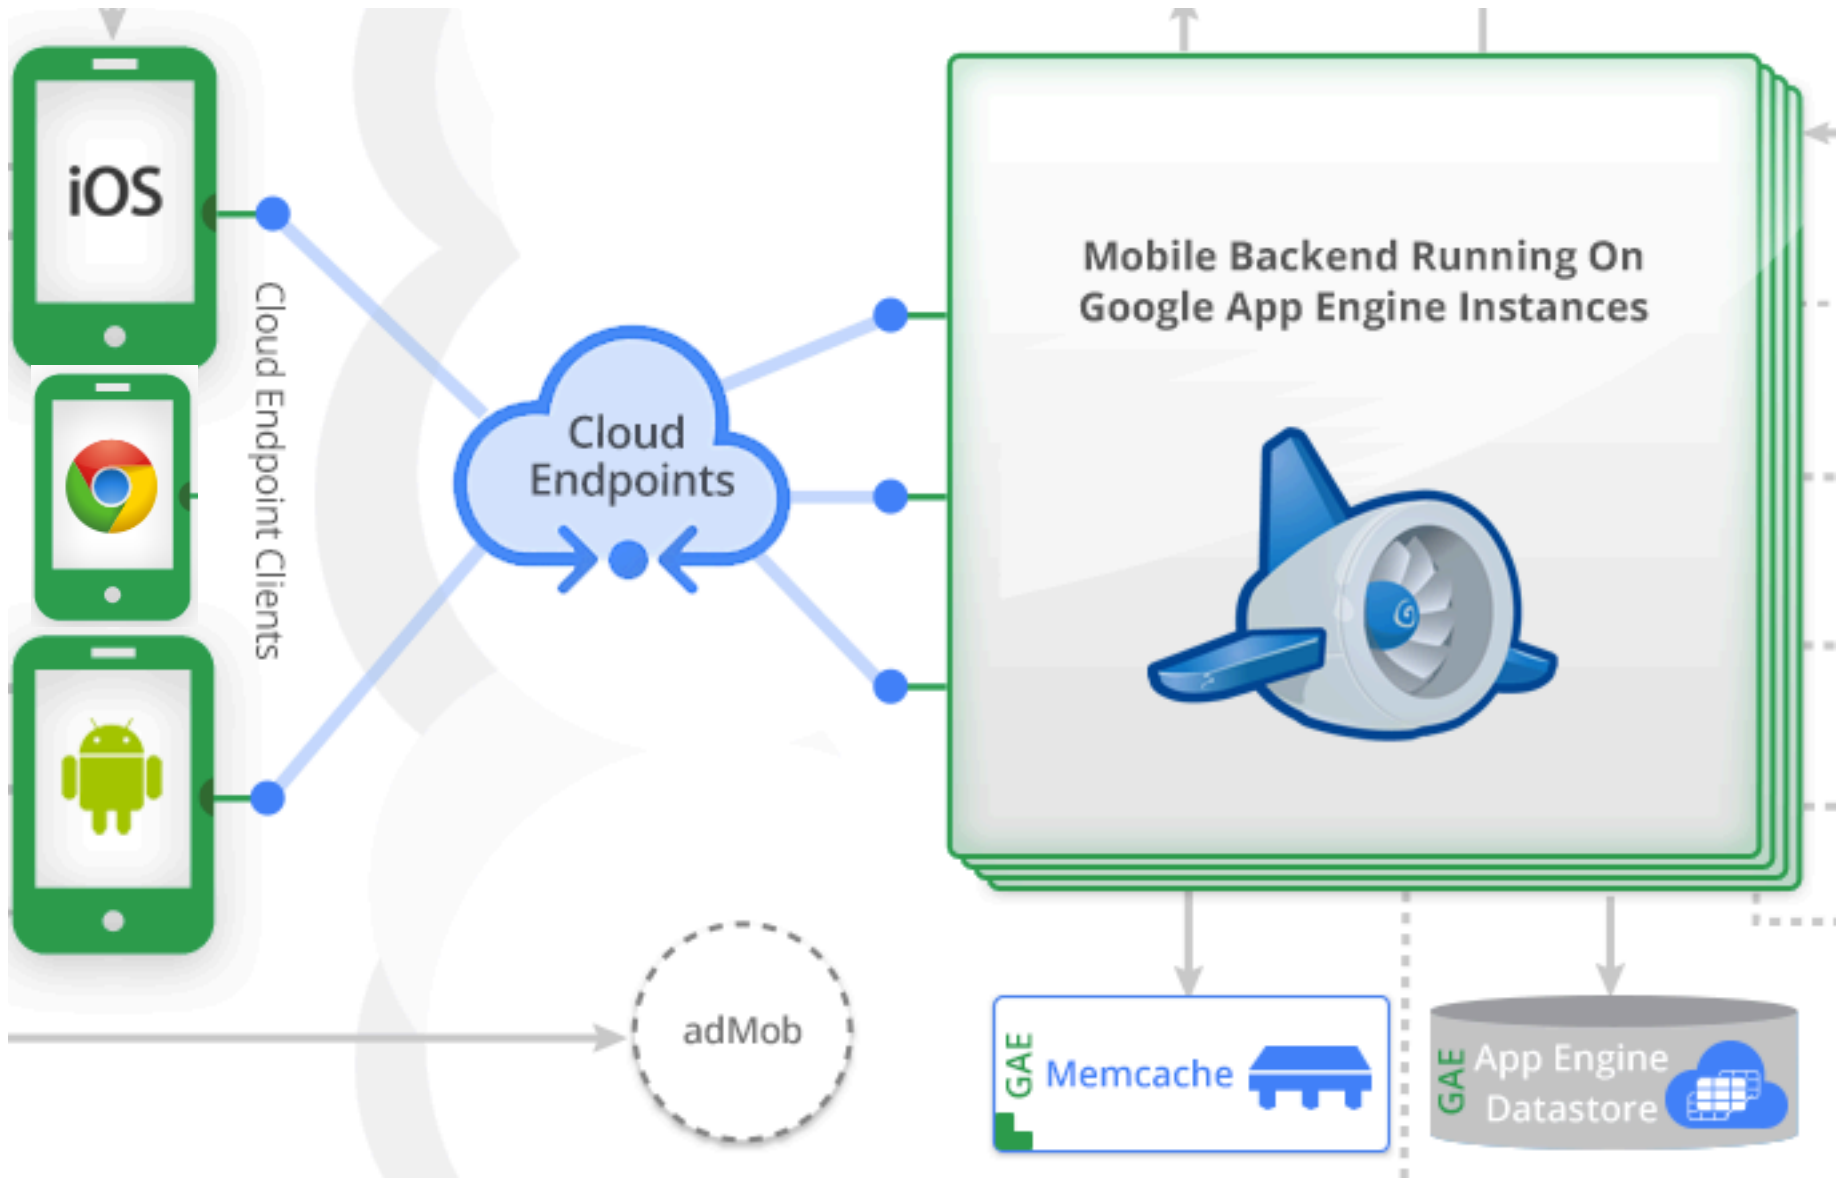 iOS
Cloud Endpoint Clients
Cloud
Endpoints
Mobile Backend Running On
Google App Engine Instances
adMob
GAE
Memcache
GAE
App Engine
Datastore